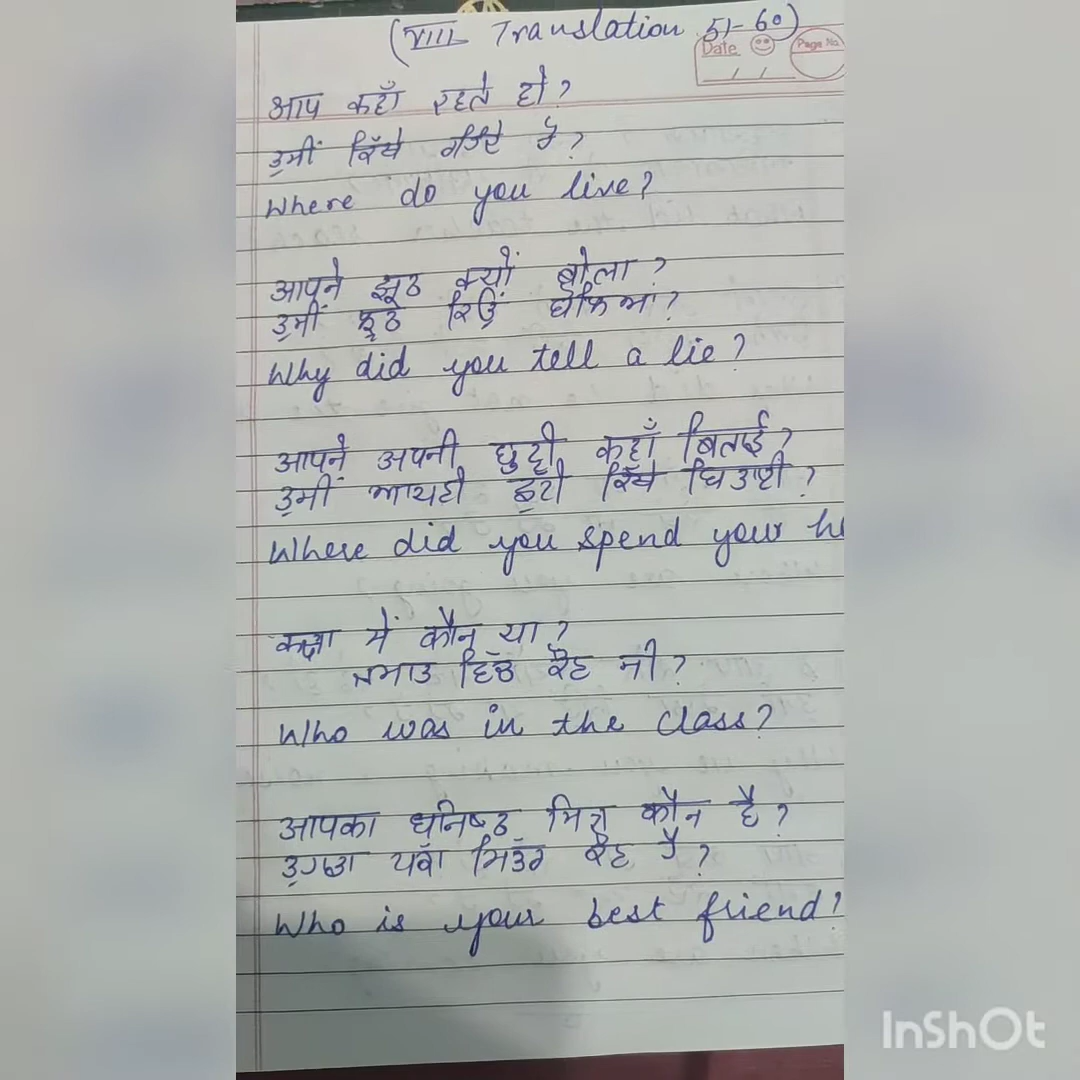 (VIII Translation 51-60)
Date
Page No.
आप कहाँ रहते हो?
ਤੁਸੀਂ ਕਿੱਥੇ ਰਹਿੰਦੇ ਹੋ?
Where do you live?
आपने झूठ क्यों बोला?
ਤੁਸੀਂ ਝੂਠ ਕਿਉਂ ਬੋਲਿਆ?
Why did you tell a lie?
आपने अपनी छुट्टी कहाँ बिताई?
ਤੁਸੀਂ ਆਪਣੀ ਛੁਟੀ ਕਿੱਥੇ ਬਿਤਾਈ?
Where did you spend your
कक्षा में कौन था?
ਜਮਾਤ ਵਿੱਚ ਕੌਣ ਸੀ?
Who was in the class?
आपका घनिष्ठ मित्र कौन है?
ਤੁਹਾਡਾ ਪੱਕਾ ਮਿੱਤਰ ਕੌਣ ਹੈ?
Who is your best friend?
InShOt